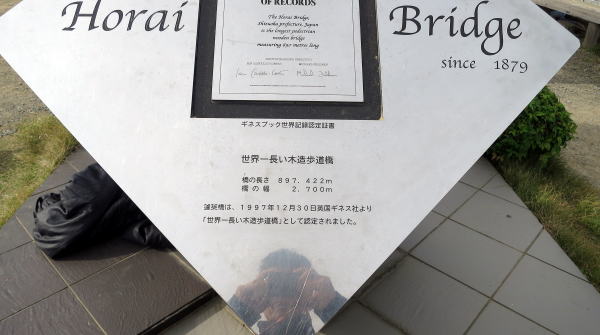 Horai
Bridge
since 1879
OF RECORDS
The Horai Bridge,
Shizuoka prefecture, Japan
is the longest pedestrian
wooden bridge
measuring 897 metres long
ギネスブック世界記録認定証書
世界一長い木造歩道橋
橋の長さ 897.422m
橋の幅 2.700m
蓬莱橋は、1997年12月30日英国ギネス社より
「世界一長い木造歩道橋」として認定されました。